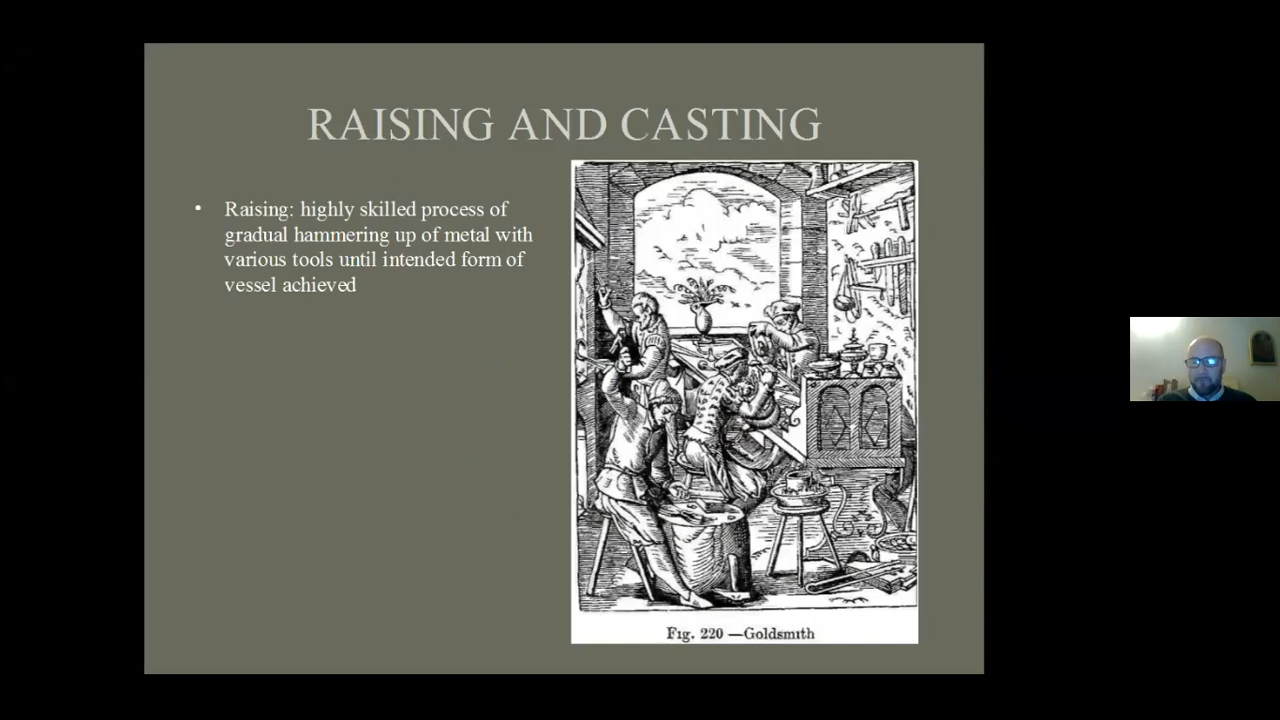 RAISING AND CASTING
• Raising: highly skilled process of
gradual hammering up of metal with
various tools until intended form of
vessel achieved
Fig. 220 —Goldsmith